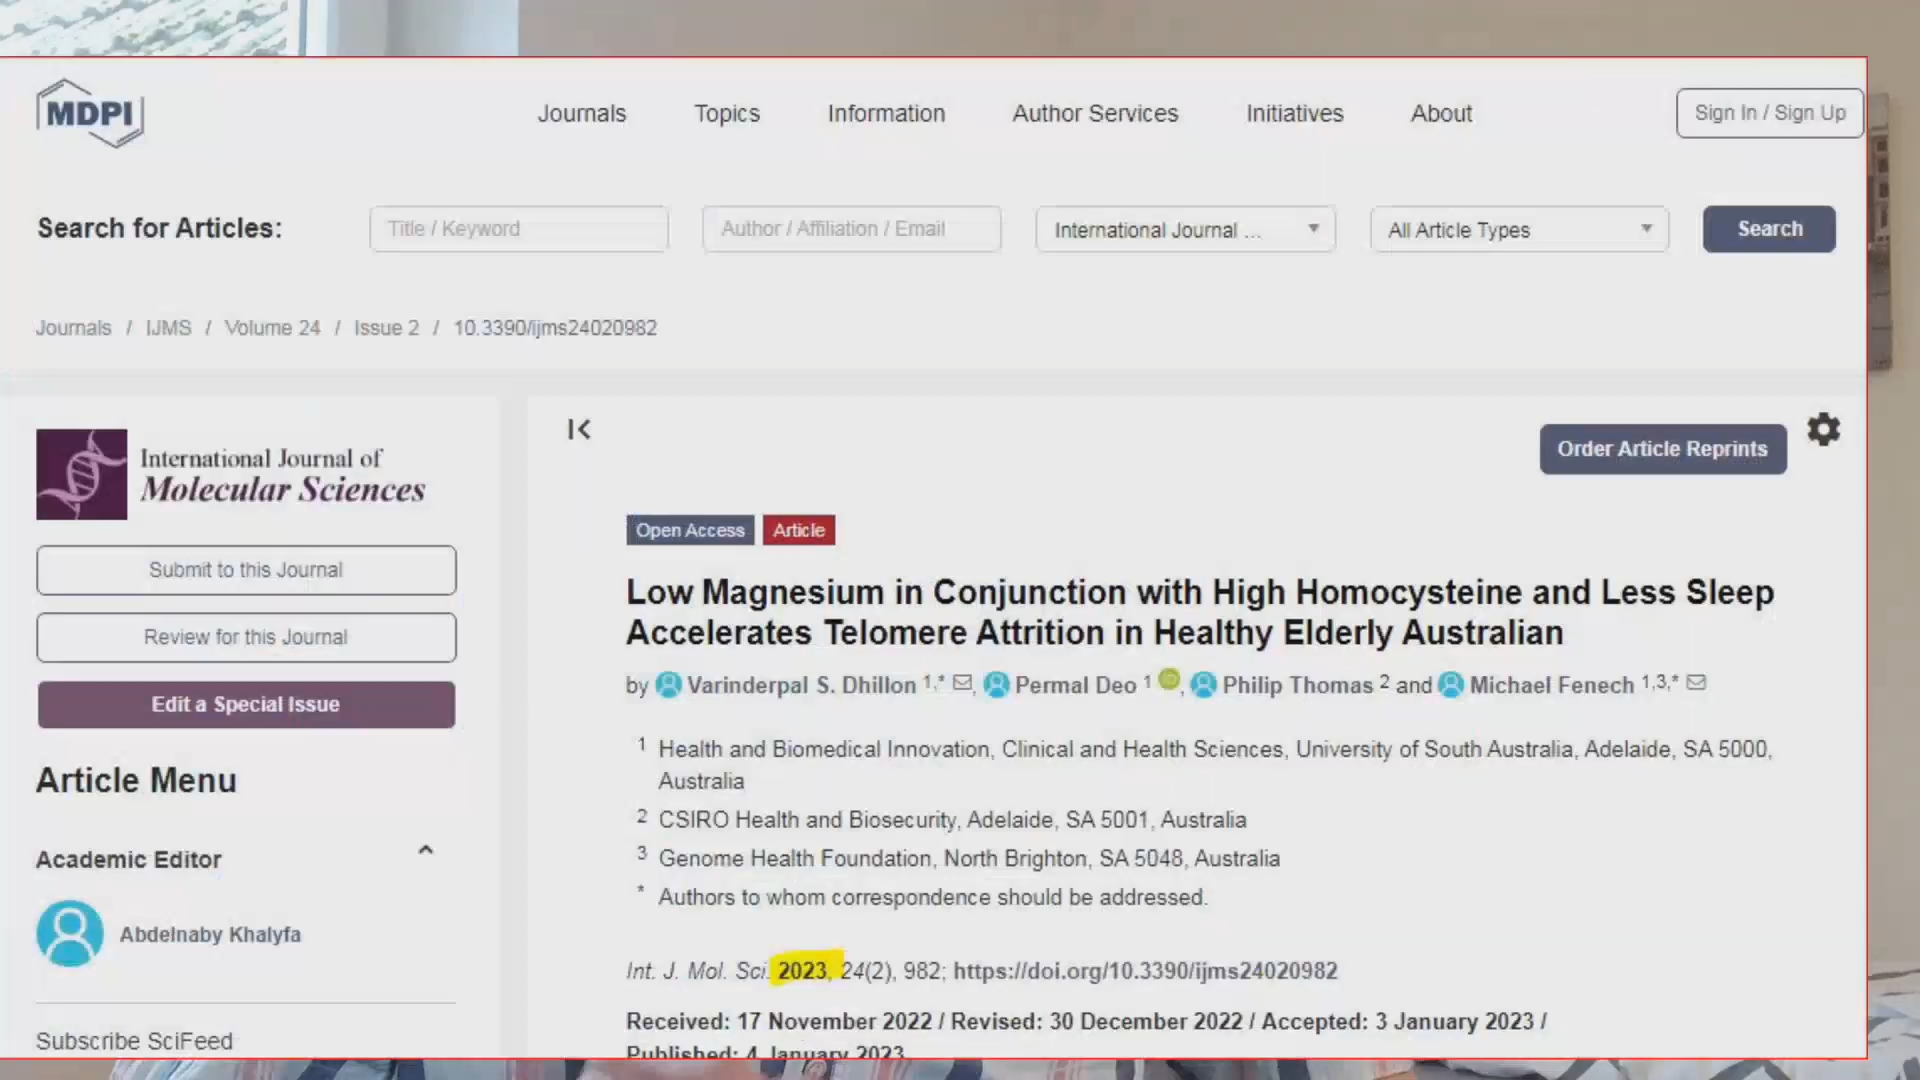 MDPI
Journals
Topics
Information
Author Services
Initiatives
About
Sign In / Sign Up
Search for Articles:
Title / Keyword
Author / Affiliation / Email
International Journal ...
All Article Types
Search
Journals / IJMS / Volume 24 / Issue 2 / 10.3390/ijms24020982
International Journal of
Molecular Sciences
Submit to this Journal
Review for this Journal
Edit a Special Issue
Article Menu
Academic Editor
Abdelnaby Khalyfa
Subscribe SciFeed
Order Article Reprints
Open Access Article
Low Magnesium in Conjunction with High Homocysteine and Less Sleep
Accelerates Telomere Attrition in Healthy Elderly Australian
by Varinderpal S. Dhillon 1,* , Permal Deo 1 iD , Philip Thomas 2 and Michael Fenech 1,3,*
1 Health and Biomedical Innovation, Clinical and Health Sciences, University of South Australia, Adelaide, SA 5000,
Australia
2 CSIRO Health and Biosecurity, Adelaide, SA 5001, Australia
3 Genome Health Foundation, North Brighton, SA 5048, Australia
* Authors to whom correspondence should be addressed.
Int. J. Mol. Sci. 2023, 24(2), 982; https://doi.org/10.3390/ijms24020982
Received: 17 November 2022 / Revised: 30 December 2022 / Accepted: 3 January 2023 /
Published: 4 January 2023